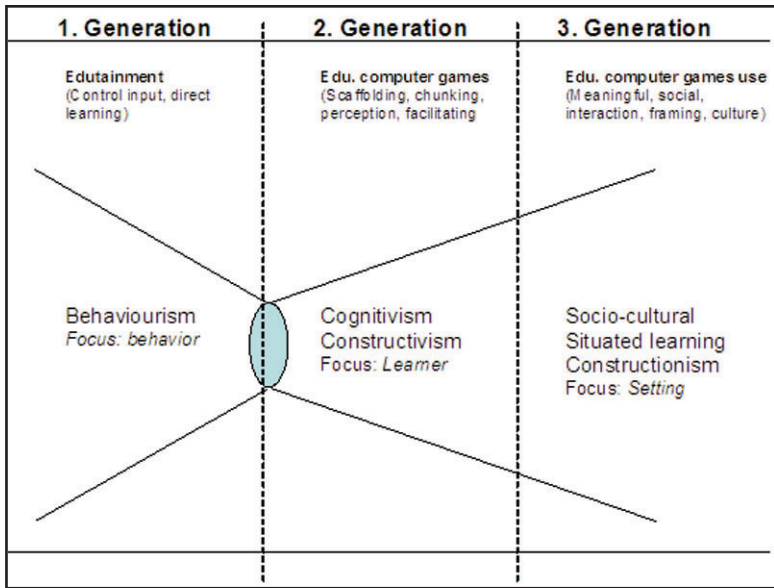 1. Generation
2. Generation
3. Generation
Edutainment
(Control input, direct
learning)
Edu. computer games
(Scaffolding, chunking,
perception, facilitating
Edu. computer games use
(Meaningful, social,
interaction, framing, culture)
Behaviourism
Focus: behavior
Cognitivism
Constructivism
Focus: Learner
Socio-cultural
Situated learning
Constructionism
Focus: Setting